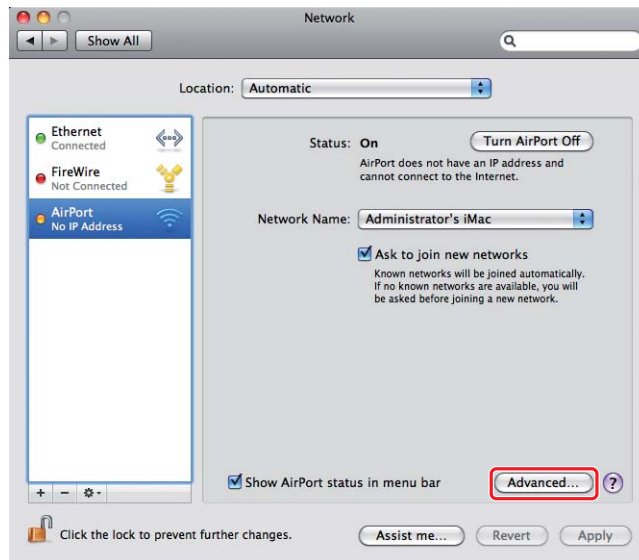 Network
Show All
Location: Automatic
Ethernet
Connected
FireWire
Not Connected
AirPort
No IP Address
Status: On
Turn AirPort Off
AirPort does not have an IP address and
cannot connect to the Internet.
Network Name: Administrator's iMac
Ask to join new networks
Known networks will be joined automatically.
If no known networks are available, you will
be asked before joining a new network.
Show AirPort status in menu bar
Advanced...
?
Click the lock to prevent further changes.
Assist me...
Revert
Apply